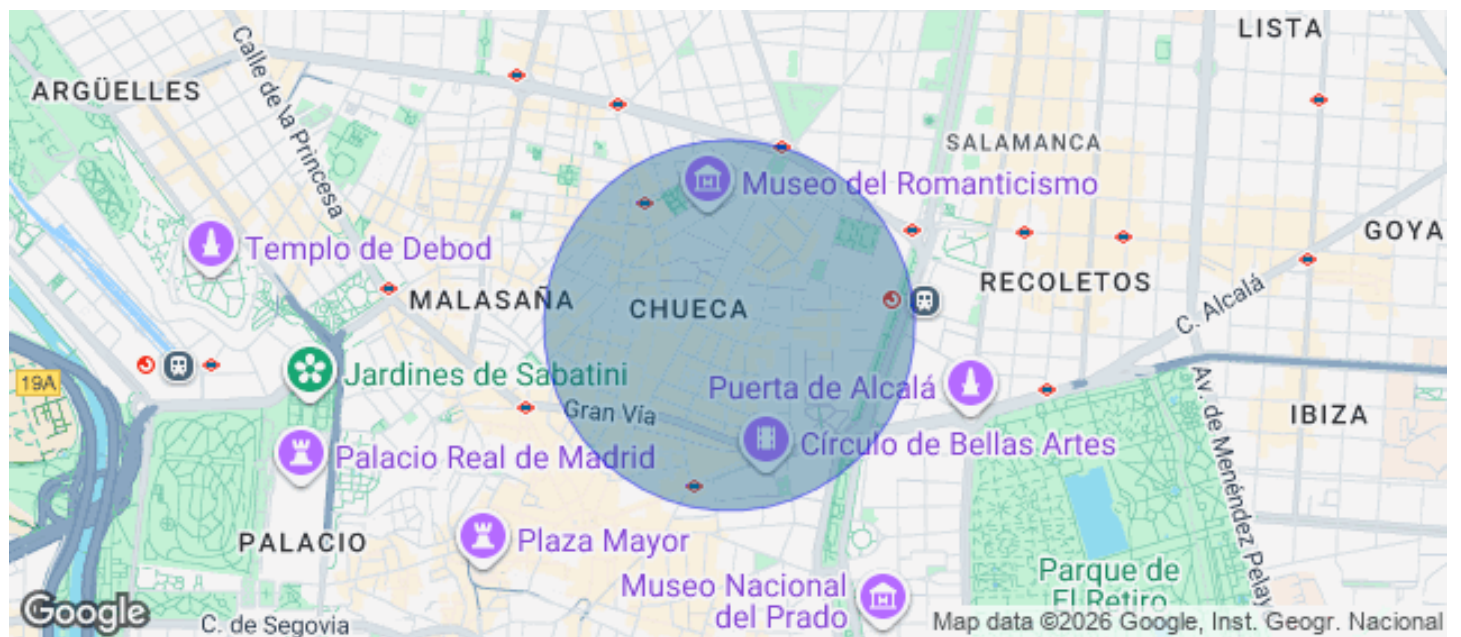 LISTA
ARGÜELLES
Calle de la Princesa
SALAMANCA
Museo del Romanticismo
GOYA
Templo de Debod
RECOLETOS
MALASAÑA
CHUECA
C. Alcalá
19A
Jardines de Sabatini
Puerta de Alcalá
Gran Vía
IBIZA
Av. de Menéndez Pelay
Círculo de Bellas Artes
Palacio Real de Madrid
PALACIO
Plaza Mayor
Parque de
El Retiro
Museo Nacional
del Prado
Google
C. de Segovia
Map data ©2026 Google, Inst. Geogr. Nacional